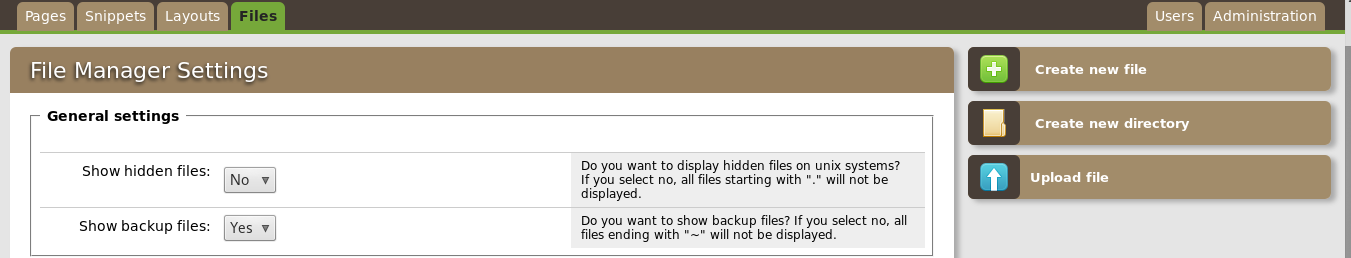 Pages Snippets Layouts Files Users Administration
File Manager Settings
General settings
Show hidden files: No
Do you want to display hidden files on unix systems?
If you select no, all files starting with "." will not be
displayed.
Show backup files: Yes
Do you want to show backup files? If you select no, all
files ending with "~" will not be displayed.
Create new file
Create new directory
Upload file